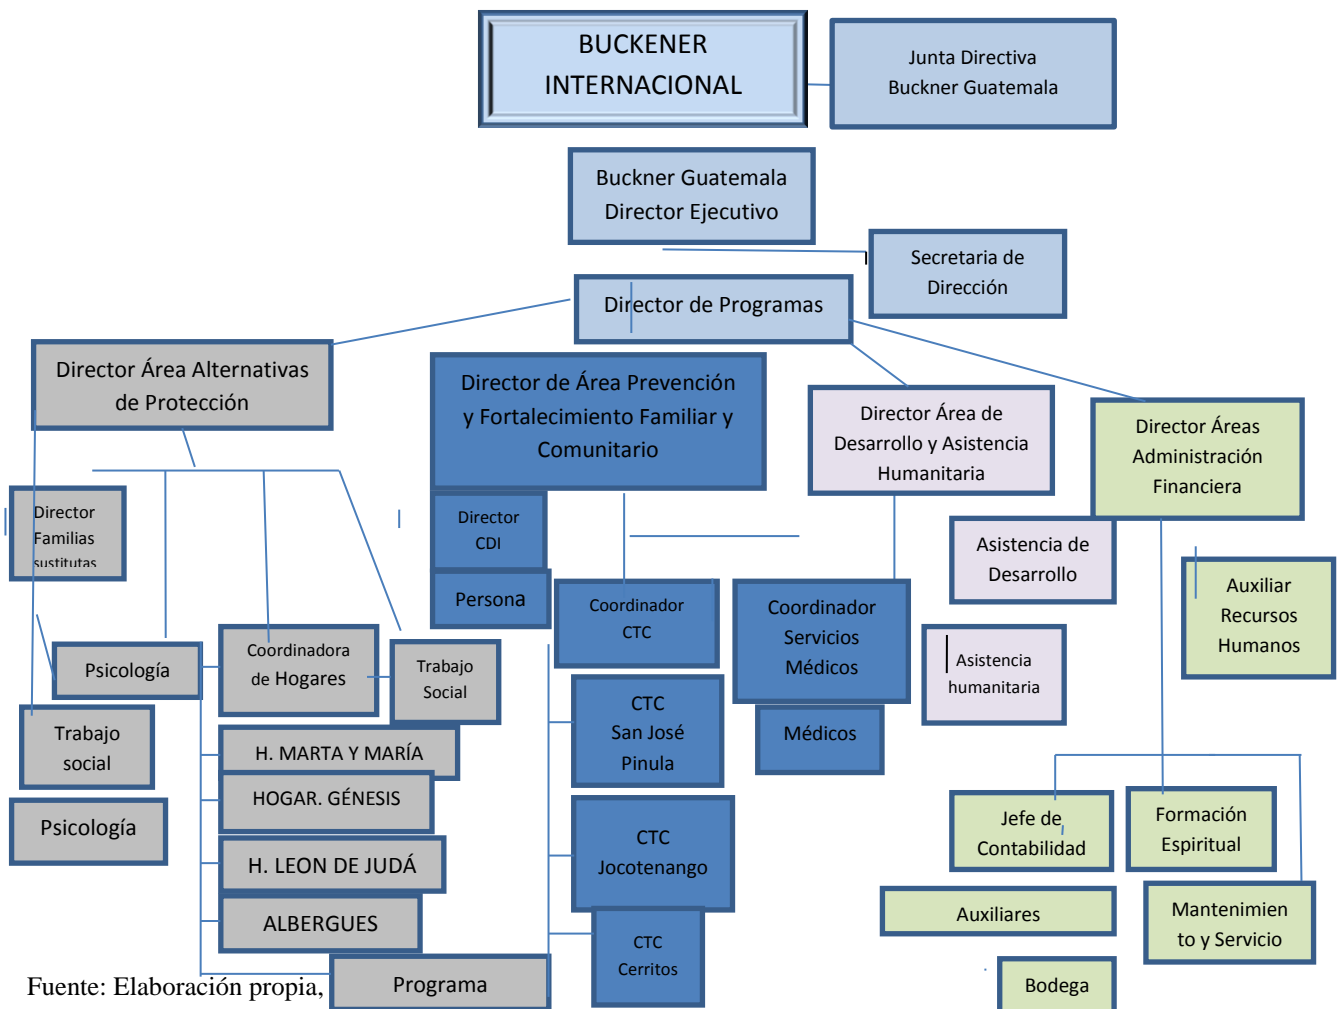 BUCKENER
INTERNACIONAL
Junta Directiva
Buckner Guatemala
Buckner Guatemala
Director Ejecutivo
Secretaria de
Dirección
Director de Programas
Director Área Alternativas
de Protección
Director de Área Prevención
y Fortalecimiento Familiar y
Comunitario
Director Área de
Desarrollo y Asistencia
Humanitaria
Director Áreas
Administración
Financiera
Director
Familias
sustitutas
Director
CDI
Persona
Asistencia de
Desarrollo
Auxiliar
Recursos
Humanos
Psicología
Coordinadora
de Hogares
Trabajo
Social
Coordinador
CTC
Coordinador
Servicios
Médicos
Asistencia
humanitaria
Trabajo
social
Psicología
H. MARTA Y MARÍA
HOGAR. GÉNESIS
H. LEON DE JUDÁ
ALBERGUES
Programa
CTC
San José
Pinula
Médicos
CTC
Jocotenango
CTC
Cerritos
Jefe de
Contabilidad
Formación
Espiritual
Auxiliares
Mantenimien
to y Servicio
Bodega
Fuente: Elaboración propia,